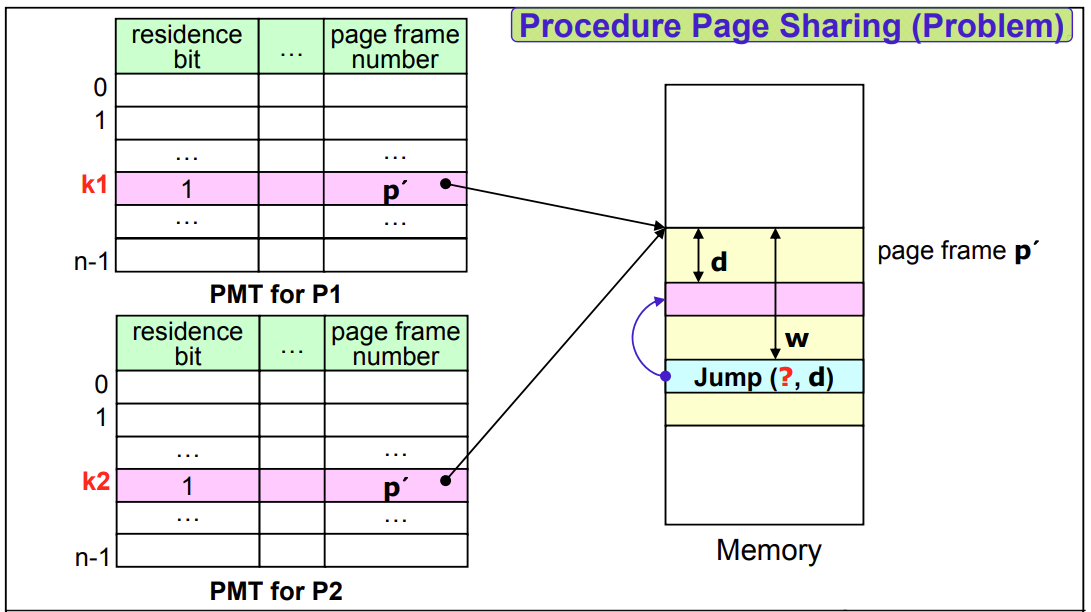 Procedure Page Sharing (Problem)
residence bit … page frame number
0
1
… …
k1 1 p´
… …
n-1
PMT for P1
residence bit … page frame number
0
1
… …
k2 1 p´
… …
n-1
PMT for P2
d
w
Jump (?, d)
page frame p´
Memory